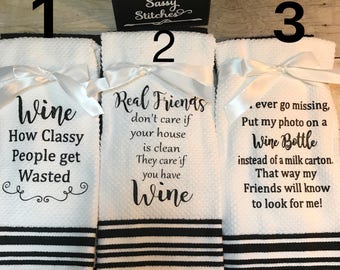 Sassy
Stitches
1
Wine
How Classy
People get
Wasted
2
Real Friends
don't care if
your house
is clean
They care if
you have
Wine
3
ever go missing,
Put my photo on a
Wine Bottle
instead of a milk carton.
That way my
Friends will know
to look for me!